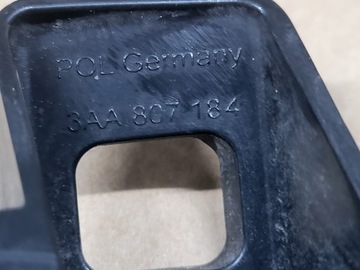 POL Germany
3AA 807 184